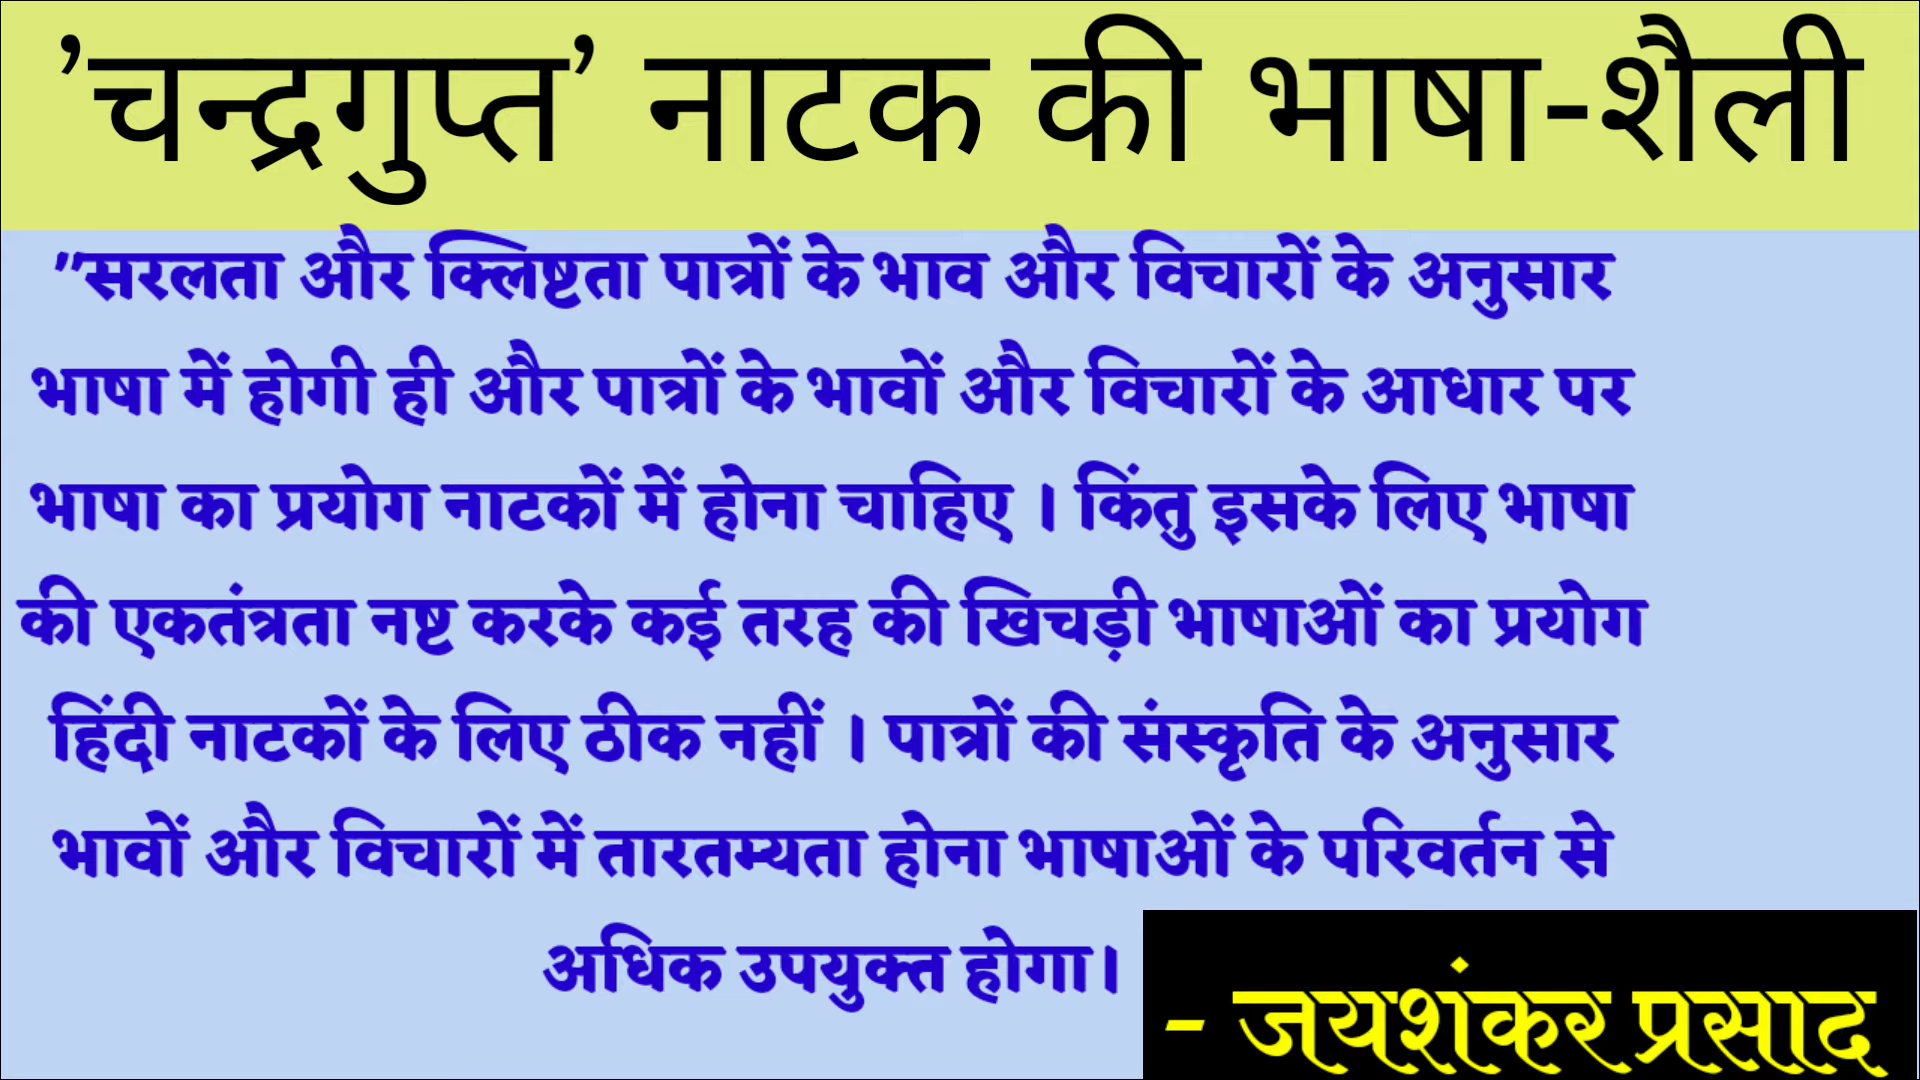 ’चन्द्रगुप्त’ नाटक की भाषा-शैली
"सरलता और क्लिष्टता पात्रों के भाव और विचारों के अनुसार
भाषा में होगी ही और पात्रों के भावों और विचारों के आधार पर
भाषा का प्रयोग नाटकों में होना चाहिए । किंतु इसके लिए भाषा
की एकतंत्रता नष्ट करके कई तरह की खिचड़ी भाषाओं का प्रयोग
हिंदी नाटकों के लिए ठीक नहीं । पात्रों की संस्कृति के अनुसार
भावों और विचारों में तारतम्यता होना भाषाओं के परिवर्तन से
अधिक उपयुक्त होगा।
- जयशंकर प्रसाद